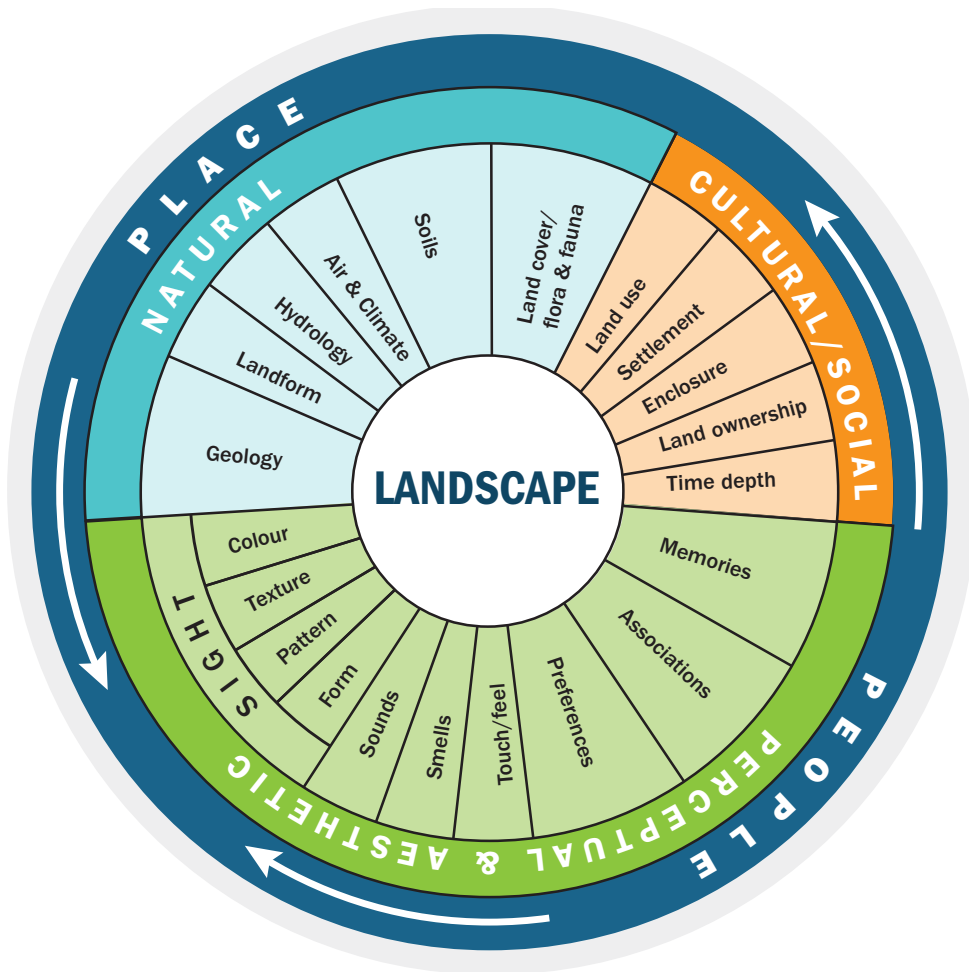 PLACE
NATURAL
CULTURAL/SOCIAL
Geology
Landform
Hydrology
Air & Climate
Soils
Land cover/
flora & fauna
Land use
Settlement
Enclosure
Land ownership
Time depth
LANDSCAPE
Memories
Associations
Preferences
Touch/feel
Smells
Sounds
Form
Pattern
Texture
Colour
SIGHT
PERCEPTUAL & AESTHETIC
PEOPLE